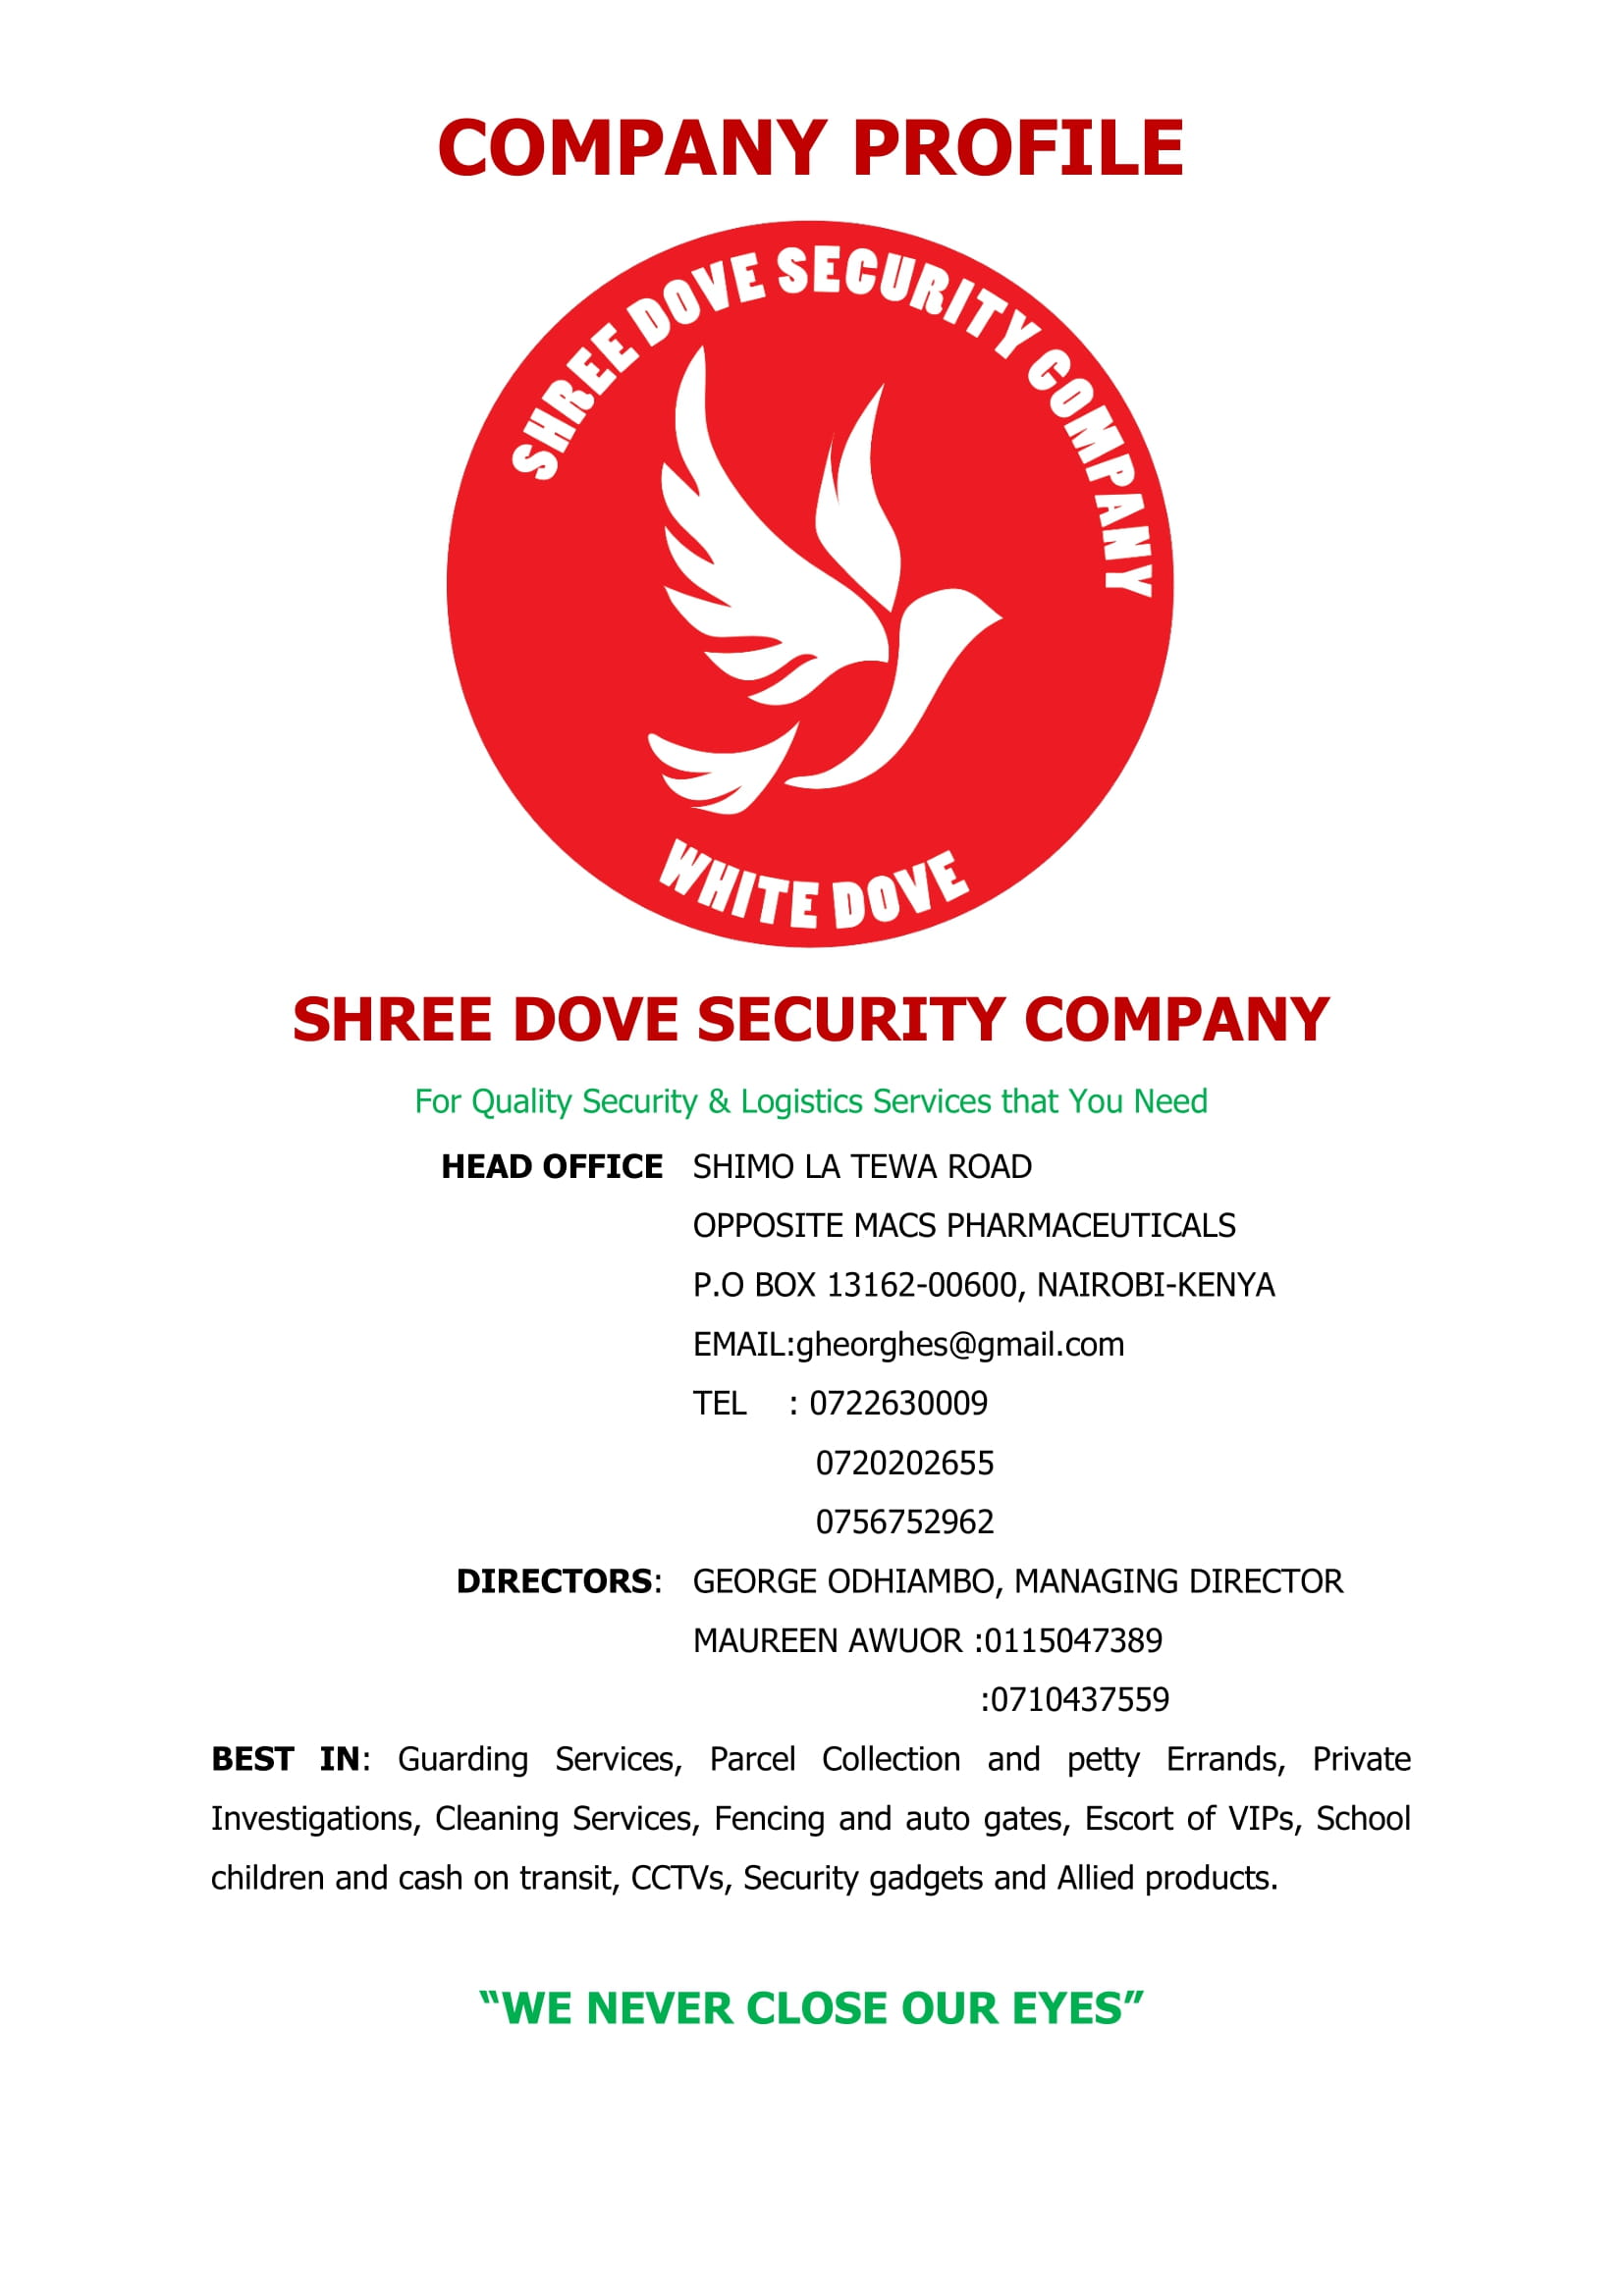 COMPANY PROFILE
SHREE DOVE SECURITY COMPANY
WHITE DOVE
SHREE DOVE SECURITY COMPANY
For Quality Security & Logistics Services that You Need
HEAD OFFICE SHIMO LA TEWA ROAD
OPPOSITE MACS PHARMACEUTICALS
P.O BOX 13162-00600, NAIROBI-KENYA
EMAIL:gheorghes@gmail.com
TEL : 0722630009
0720202655
0756752962
DIRECTORS: GEORGE ODHIAMBO, MANAGING DIRECTOR
MAUREEN AWUOR :0115047389
:0710437559
BEST IN: Guarding Services, Parcel Collection and petty Errands, Private
Investigations, Cleaning Services, Fencing and auto gates, Escort of VIPs, School
children and cash on transit, CCTVs, Security gadgets and Allied products.
“WE NEVER CLOSE OUR EYES”